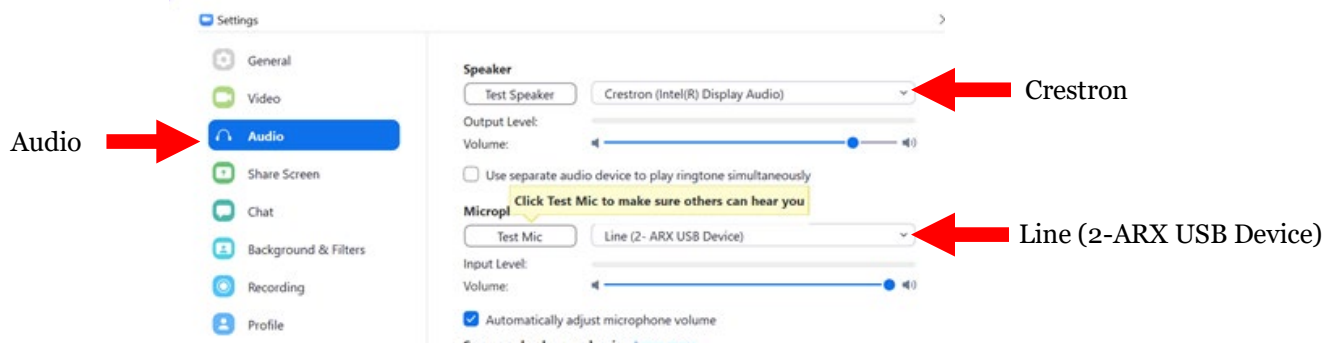 Settings
General
Video
Audio
Share Screen
Chat
Background & Filters
Recording
Profile
Speaker
Test Speaker
Crestron (Intel(R) Display Audio)
Output Level:
Volume:
Use separate audio device to play ringtone simultaneously
Click Test Mic to make sure others can hear you
Test Mic
Line (2- ARX USB Device)
Input Level:
Volume:
Automatically adjust microphone volume
Audio
Crestron
Line (2-ARX USB Device)